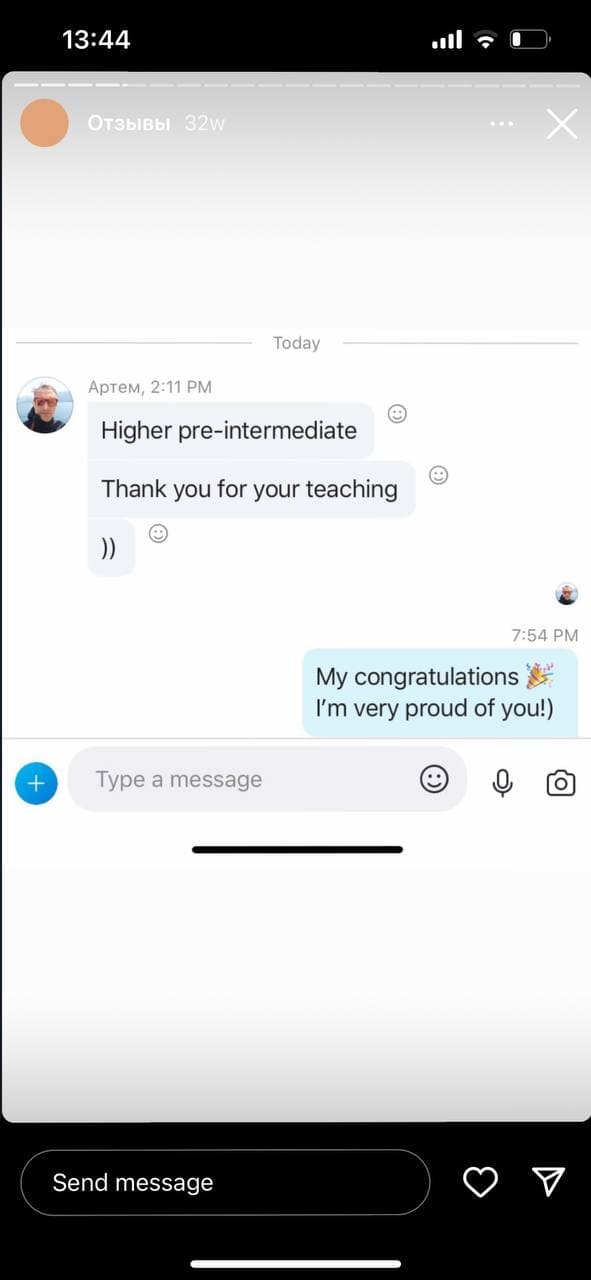 13:44
Отзывы 32w
Today
Артем, 2:11 PM
Higher pre-intermediate
Thank you for your teaching
))
7:54 PM
My congratulations 🎉
I’m very proud of you!)
Type a message
Send message